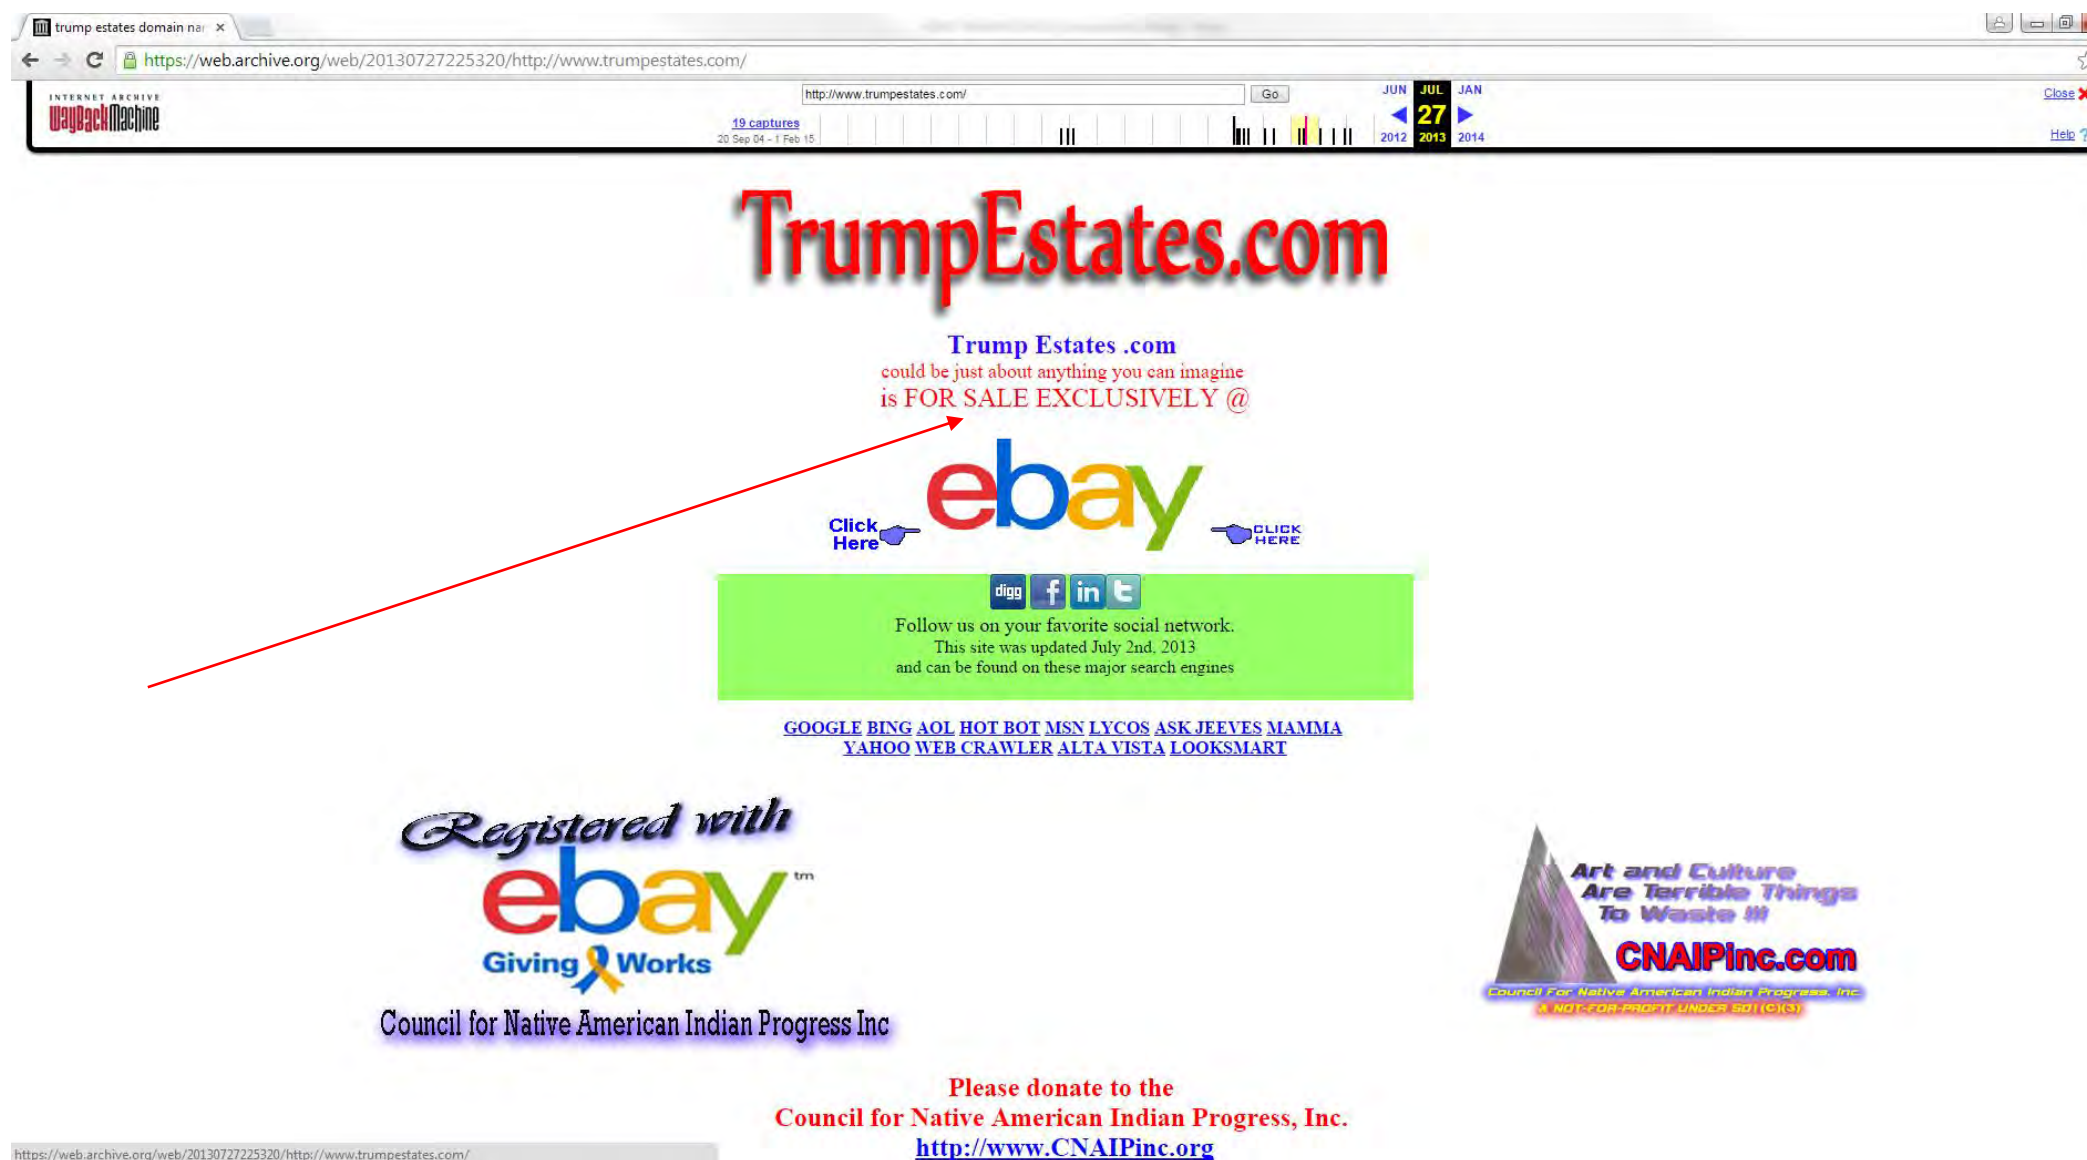 trump estates domain nar
https://web.archive.org/web/20130727225320/http://www.trumpestates.com/
INTERNET ARCHIVE
WayBackMachine
http://www.trumpestates.com/ Go
JUN JUL JAN
Close
19 captures
27
20 Sep 04 - 1 Feb 15
2012 2013 2014
Help ?
TrumpEstates.com
Trump Estates .com
could be just about anything you can imagine
is FOR SALE EXCLUSIVELY @
ebay
Click
Here
CLICK
HERE
digg f in t
Follow us on your favorite social network.
This site was updated July 2nd, 2013
and can be found on these major search engines
GOOGLE BING AOL HOT BOT MSN LYCOS ASK JEEVES MAMMA
YAHOO WEB CRAWLER ALTA VISTA LOOKSMART
Registered with
ebay™
Giving Works
Council for Native American Indian Progress Inc
Art and Culture
Are Terrible Things
To Waste !!!
CNAIPinc.com
Council For Native American Indian Progress, Inc
A NOT-FOR-PROFIT UNDER 501(C)(3)
Please donate to the
Council for Native American Indian Progress, Inc.
http://www.CNAIPinc.org
https://web.archive.org/web/20130727225320/http://www.trumpestates.com/